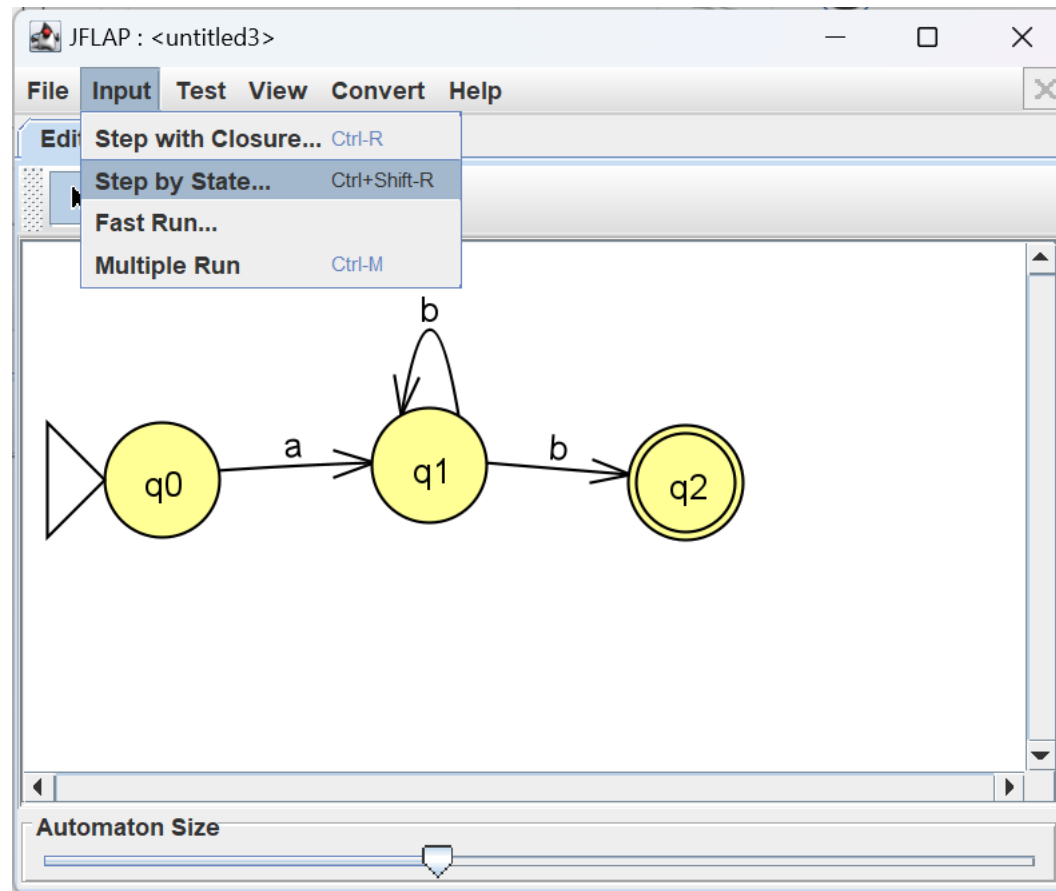 JFLAP : <untitled3>
File Input Test View Convert Help
Step with Closure... Ctrl-R
Step by State... Ctrl+Shift-R
Fast Run...
Multiple Run Ctrl-M
b
a
b
q0
q1
q2
Automaton Size